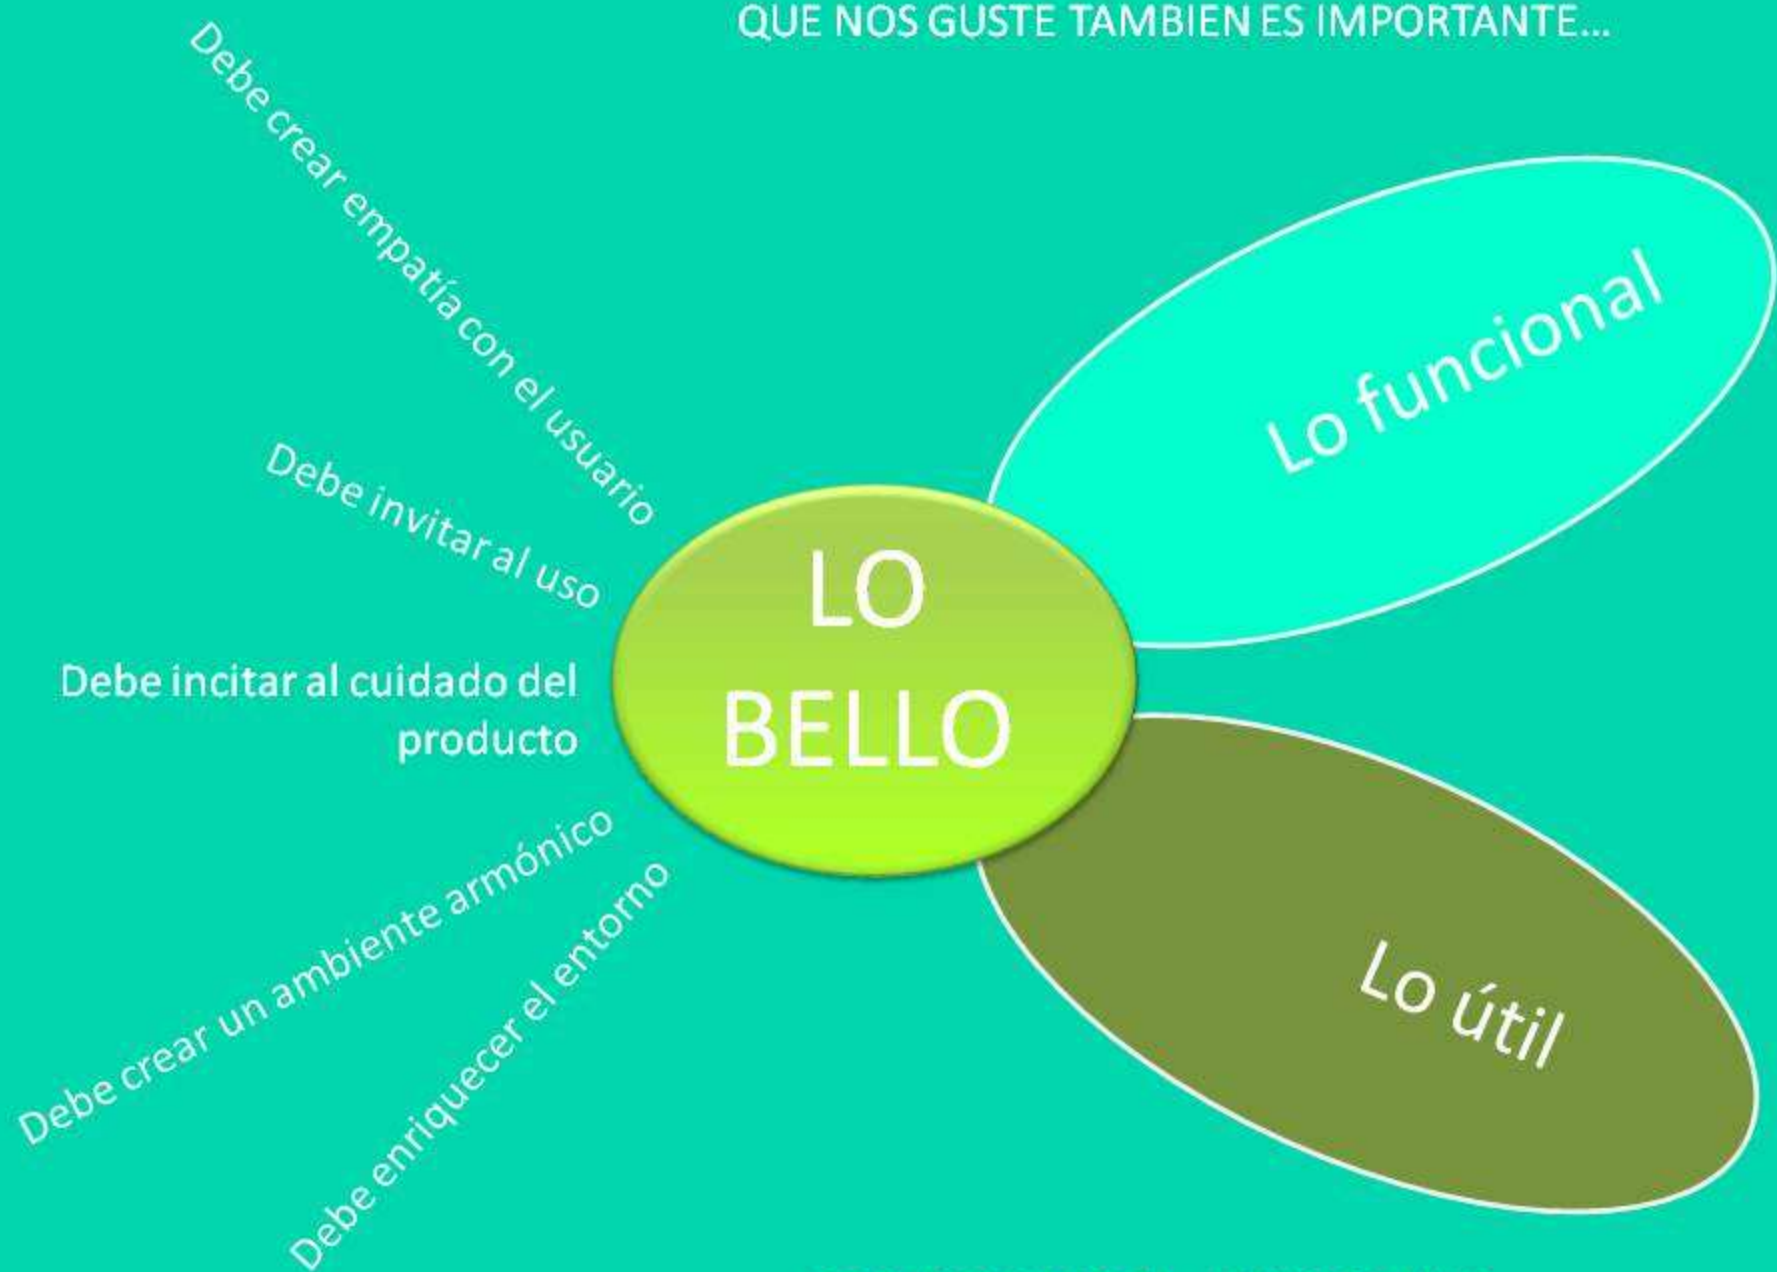 QUE NOS GUSTE TAMBIEN ES IMPORTANTE...
Debe crear empatía con el usuario
Debe invitar al uso
Debe incitar al cuidado del
producto
Debe crear un ambiente armónico
Debe enriquecer el entorno
LO
BELLO
Lo funcional
Lo útil